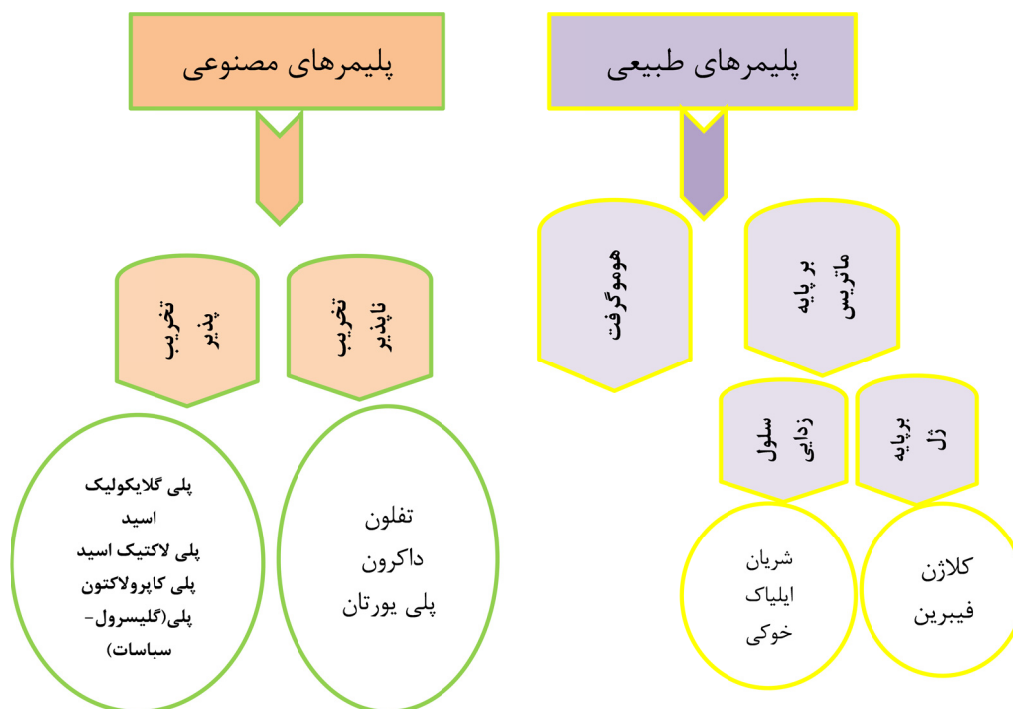 پلیمرهای طبیعی
پلیمرهای مصنوعی
بر پایه
ماتریس
هوموگرفت
برپایه
ژل
سلول
زدایی
کلاژن
فیبرین
شریان
ایلیاک
خوکی
تخریب
ناپذیر
تخریب
پذیر
تفلون
داکرون
پلی یورتان
پلی گلایکولیک
اسید
پلی لاکتیک اسید
پلی کاپرولاکتون
پلی(گلیسرول-
سباسات)